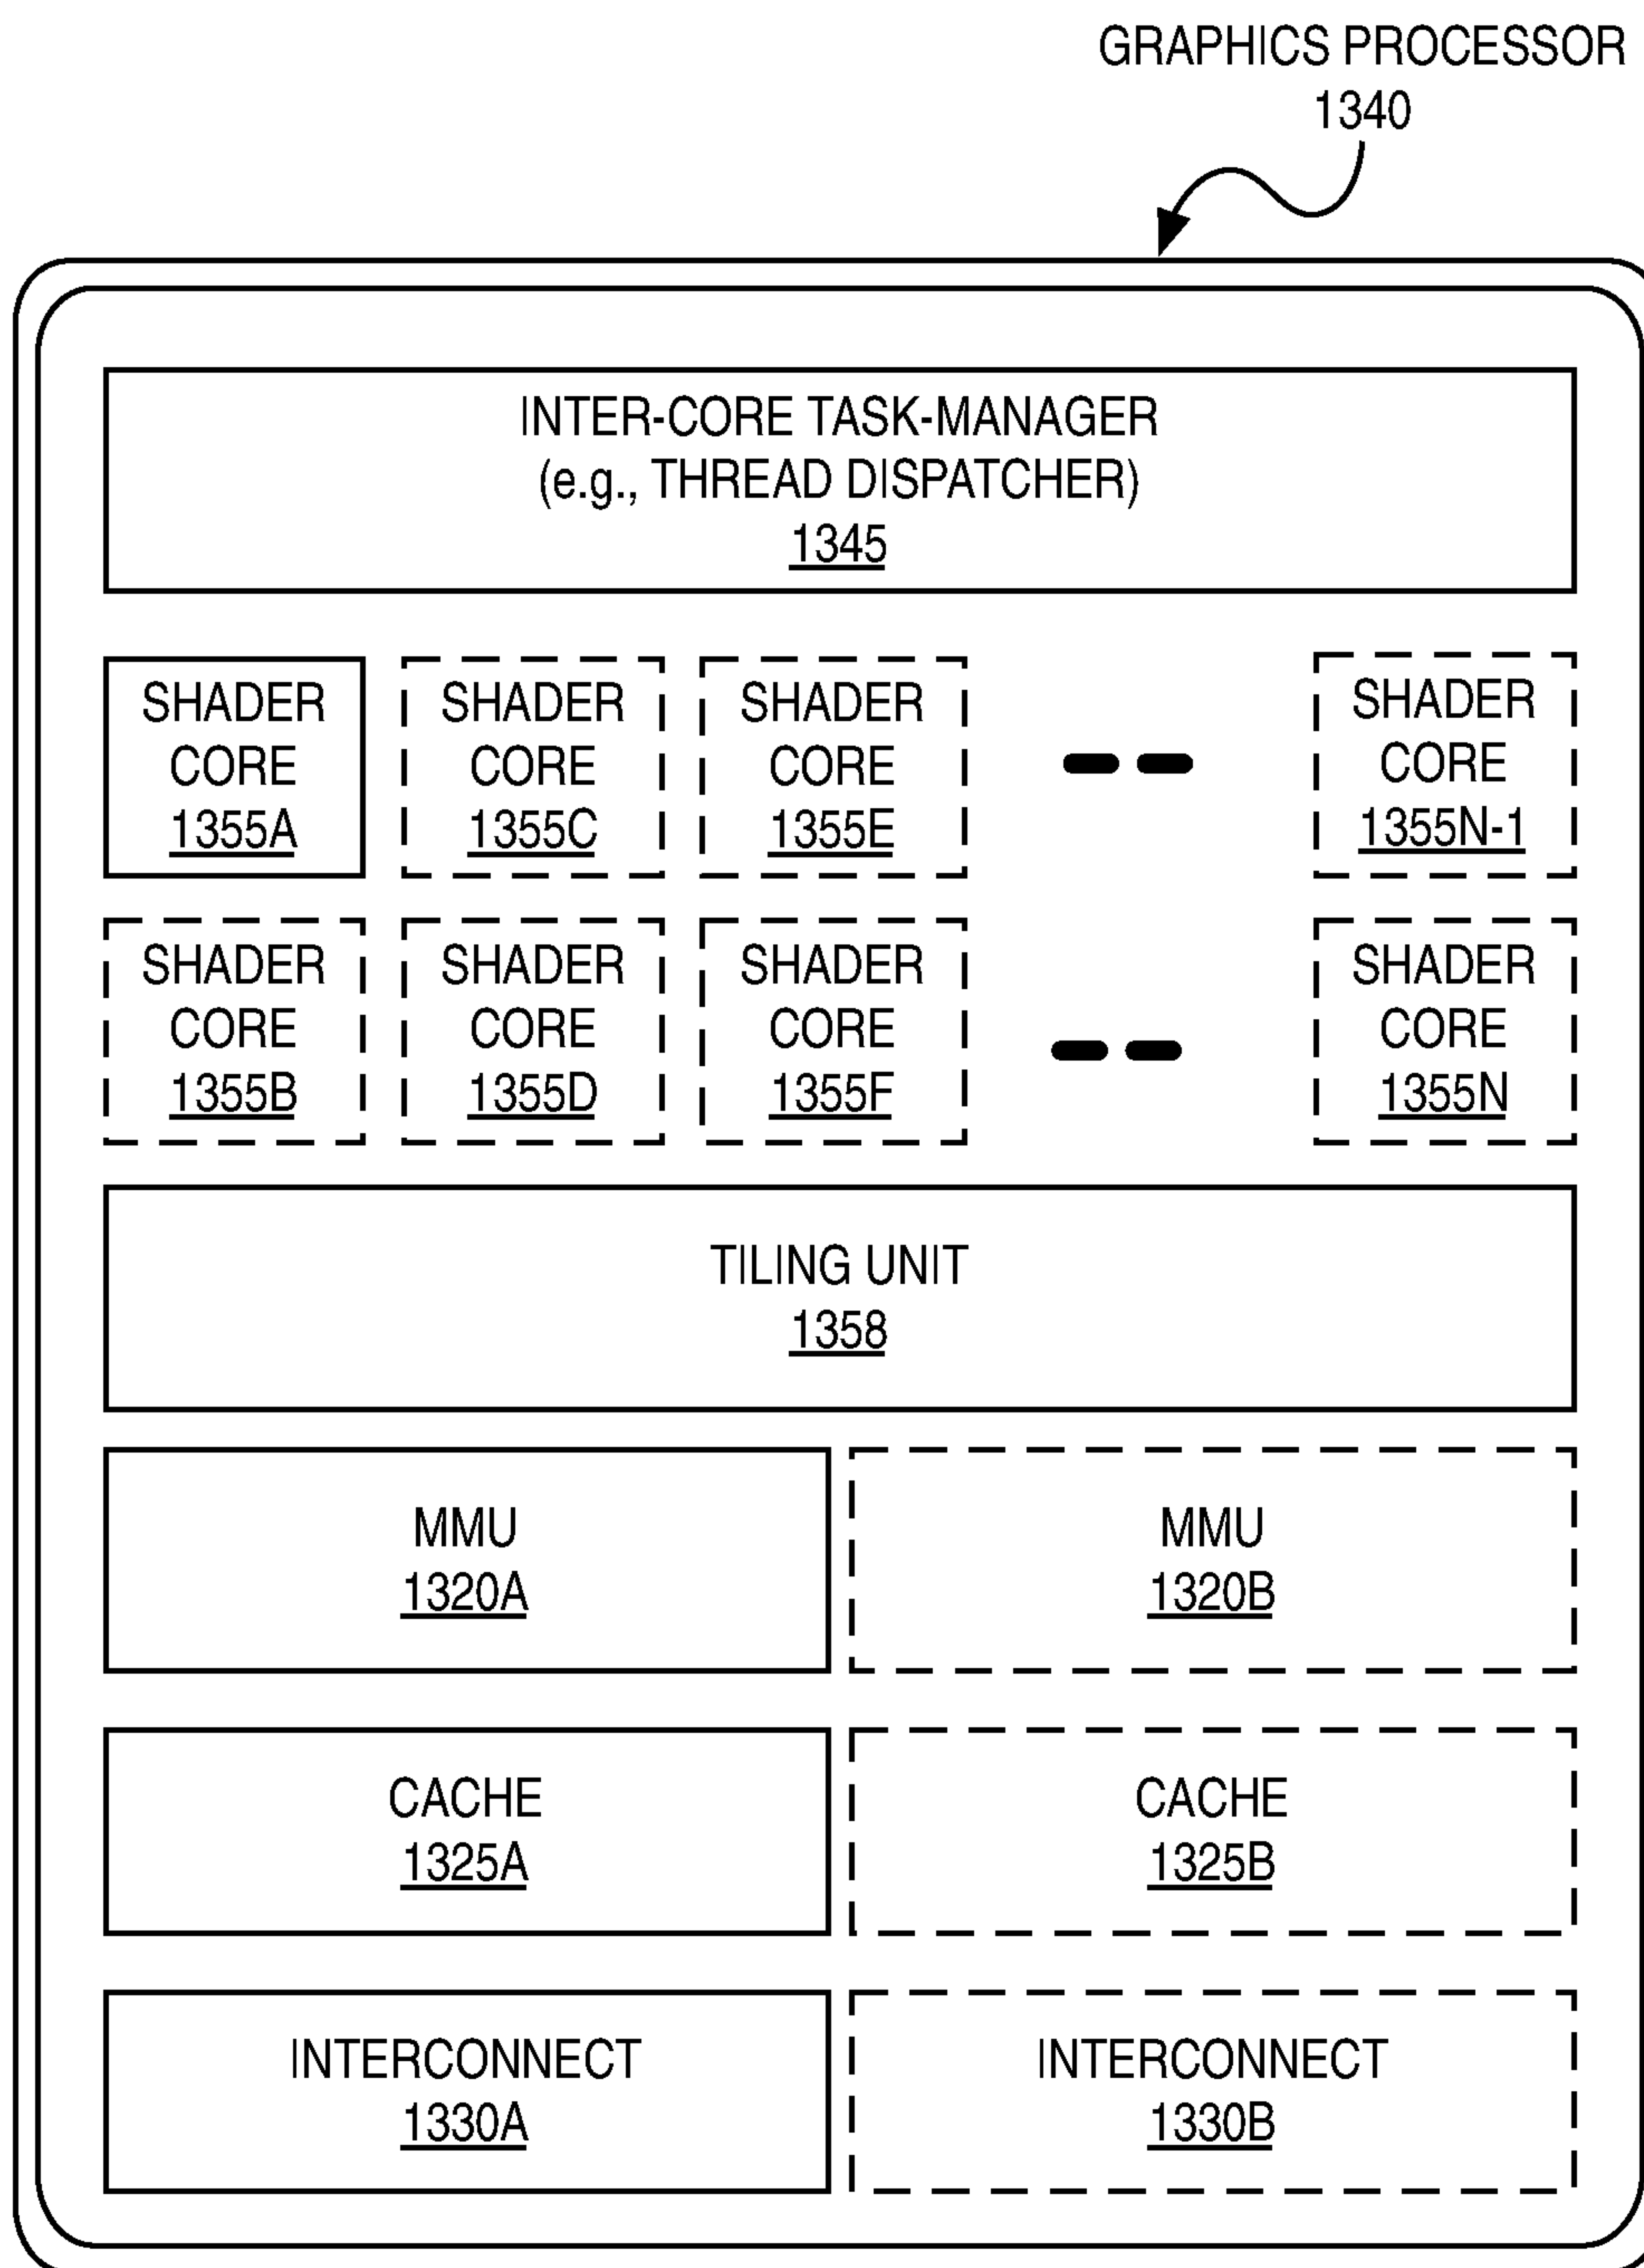 GRAPHICS PROCESSOR
1340
INTER-CORE TASK-MANAGER
(e.g., THREAD DISPATCHER)
1345
SHADER
CORE
1355A
SHADER
CORE
1355C
SHADER
CORE
1355E
SHADER
CORE
1355N-1
SHADER
CORE
1355B
SHADER
CORE
1355D
SHADER
CORE
1355F
SHADER
CORE
1355N
TILING UNIT
1358
MMU
1320A
MMU
1320B
CACHE
1325A
CACHE
1325B
INTERCONNECT
1330A
INTERCONNECT
1330B